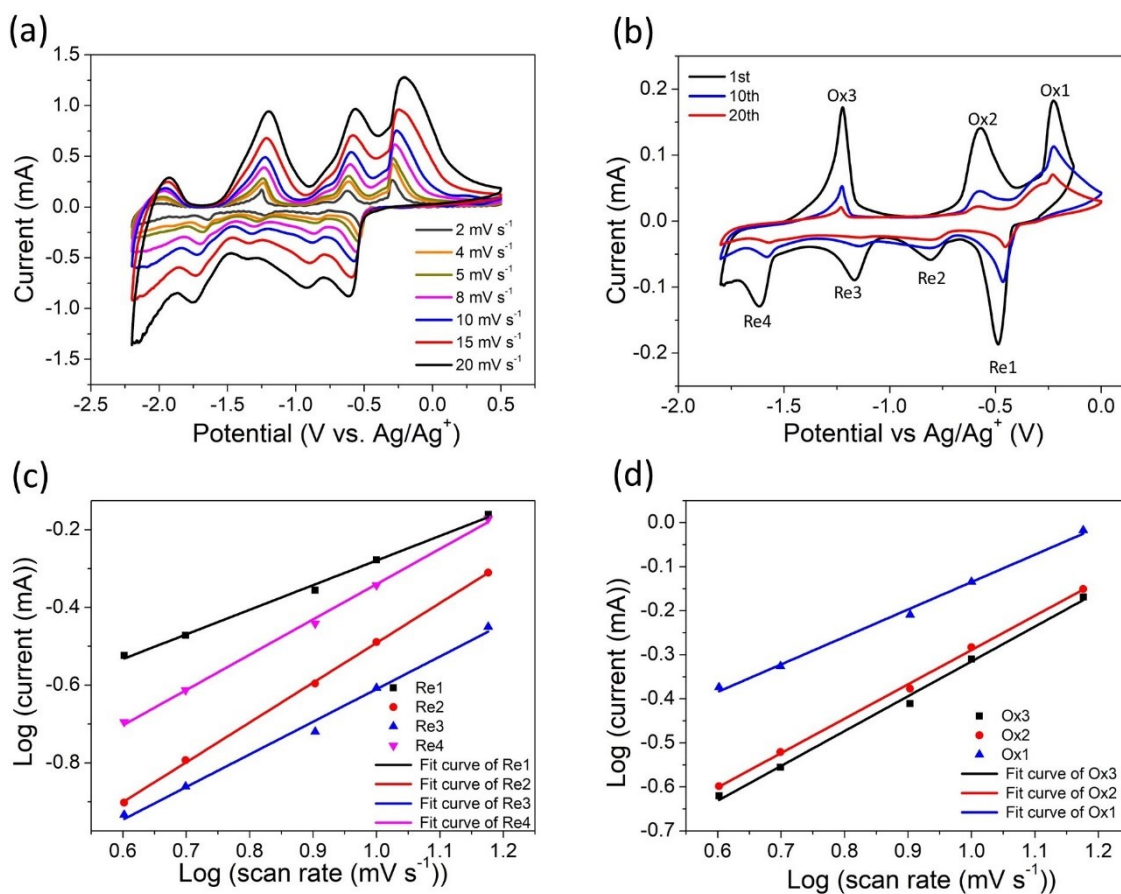 (a)
1.5
1.0
0.5
0.0
-0.5
-1.0
-1.5
Current (mA)
2 mV s⁻¹
4 mV s⁻¹
5 mV s⁻¹
8 mV s⁻¹
10 mV s⁻¹
15 mV s⁻¹
20 mV s⁻¹
-2.5 -2.0 -1.5 -1.0 -0.5 0.0 0.5
Potential (V vs. Ag/Ag⁺)
(b)
0.2
0.1
0.0
-0.1
-0.2
Current (mA)
1st
10th
20th
Ox3
Ox2
Ox1
Re4
Re3
Re2
Re1
-2.0 -1.5 -1.0 -0.5 0.0
Potential vs Ag/Ag⁺ (V)
(c)
-0.2
-0.4
-0.6
-0.8
Log (current (mA))
Re1
Re2
Re3
Re4
Fit curve of Re1
Fit curve of Re2
Fit curve of Re3
Fit curve of Re4
0.6 0.7 0.8 0.9 1.0 1.1 1.2
Log (scan rate (mV s⁻¹))
(d)
0.0
-0.1
-0.2
-0.3
-0.4
-0.5
-0.6
-0.7
Log (current (mA))
Ox3
Ox2
Ox1
Fit curve of Ox3
Fit curve of Ox2
Fit curve of Ox1
0.6 0.7 0.8 0.9 1.0 1.1 1.2
Log (scan rate (mV s⁻¹))